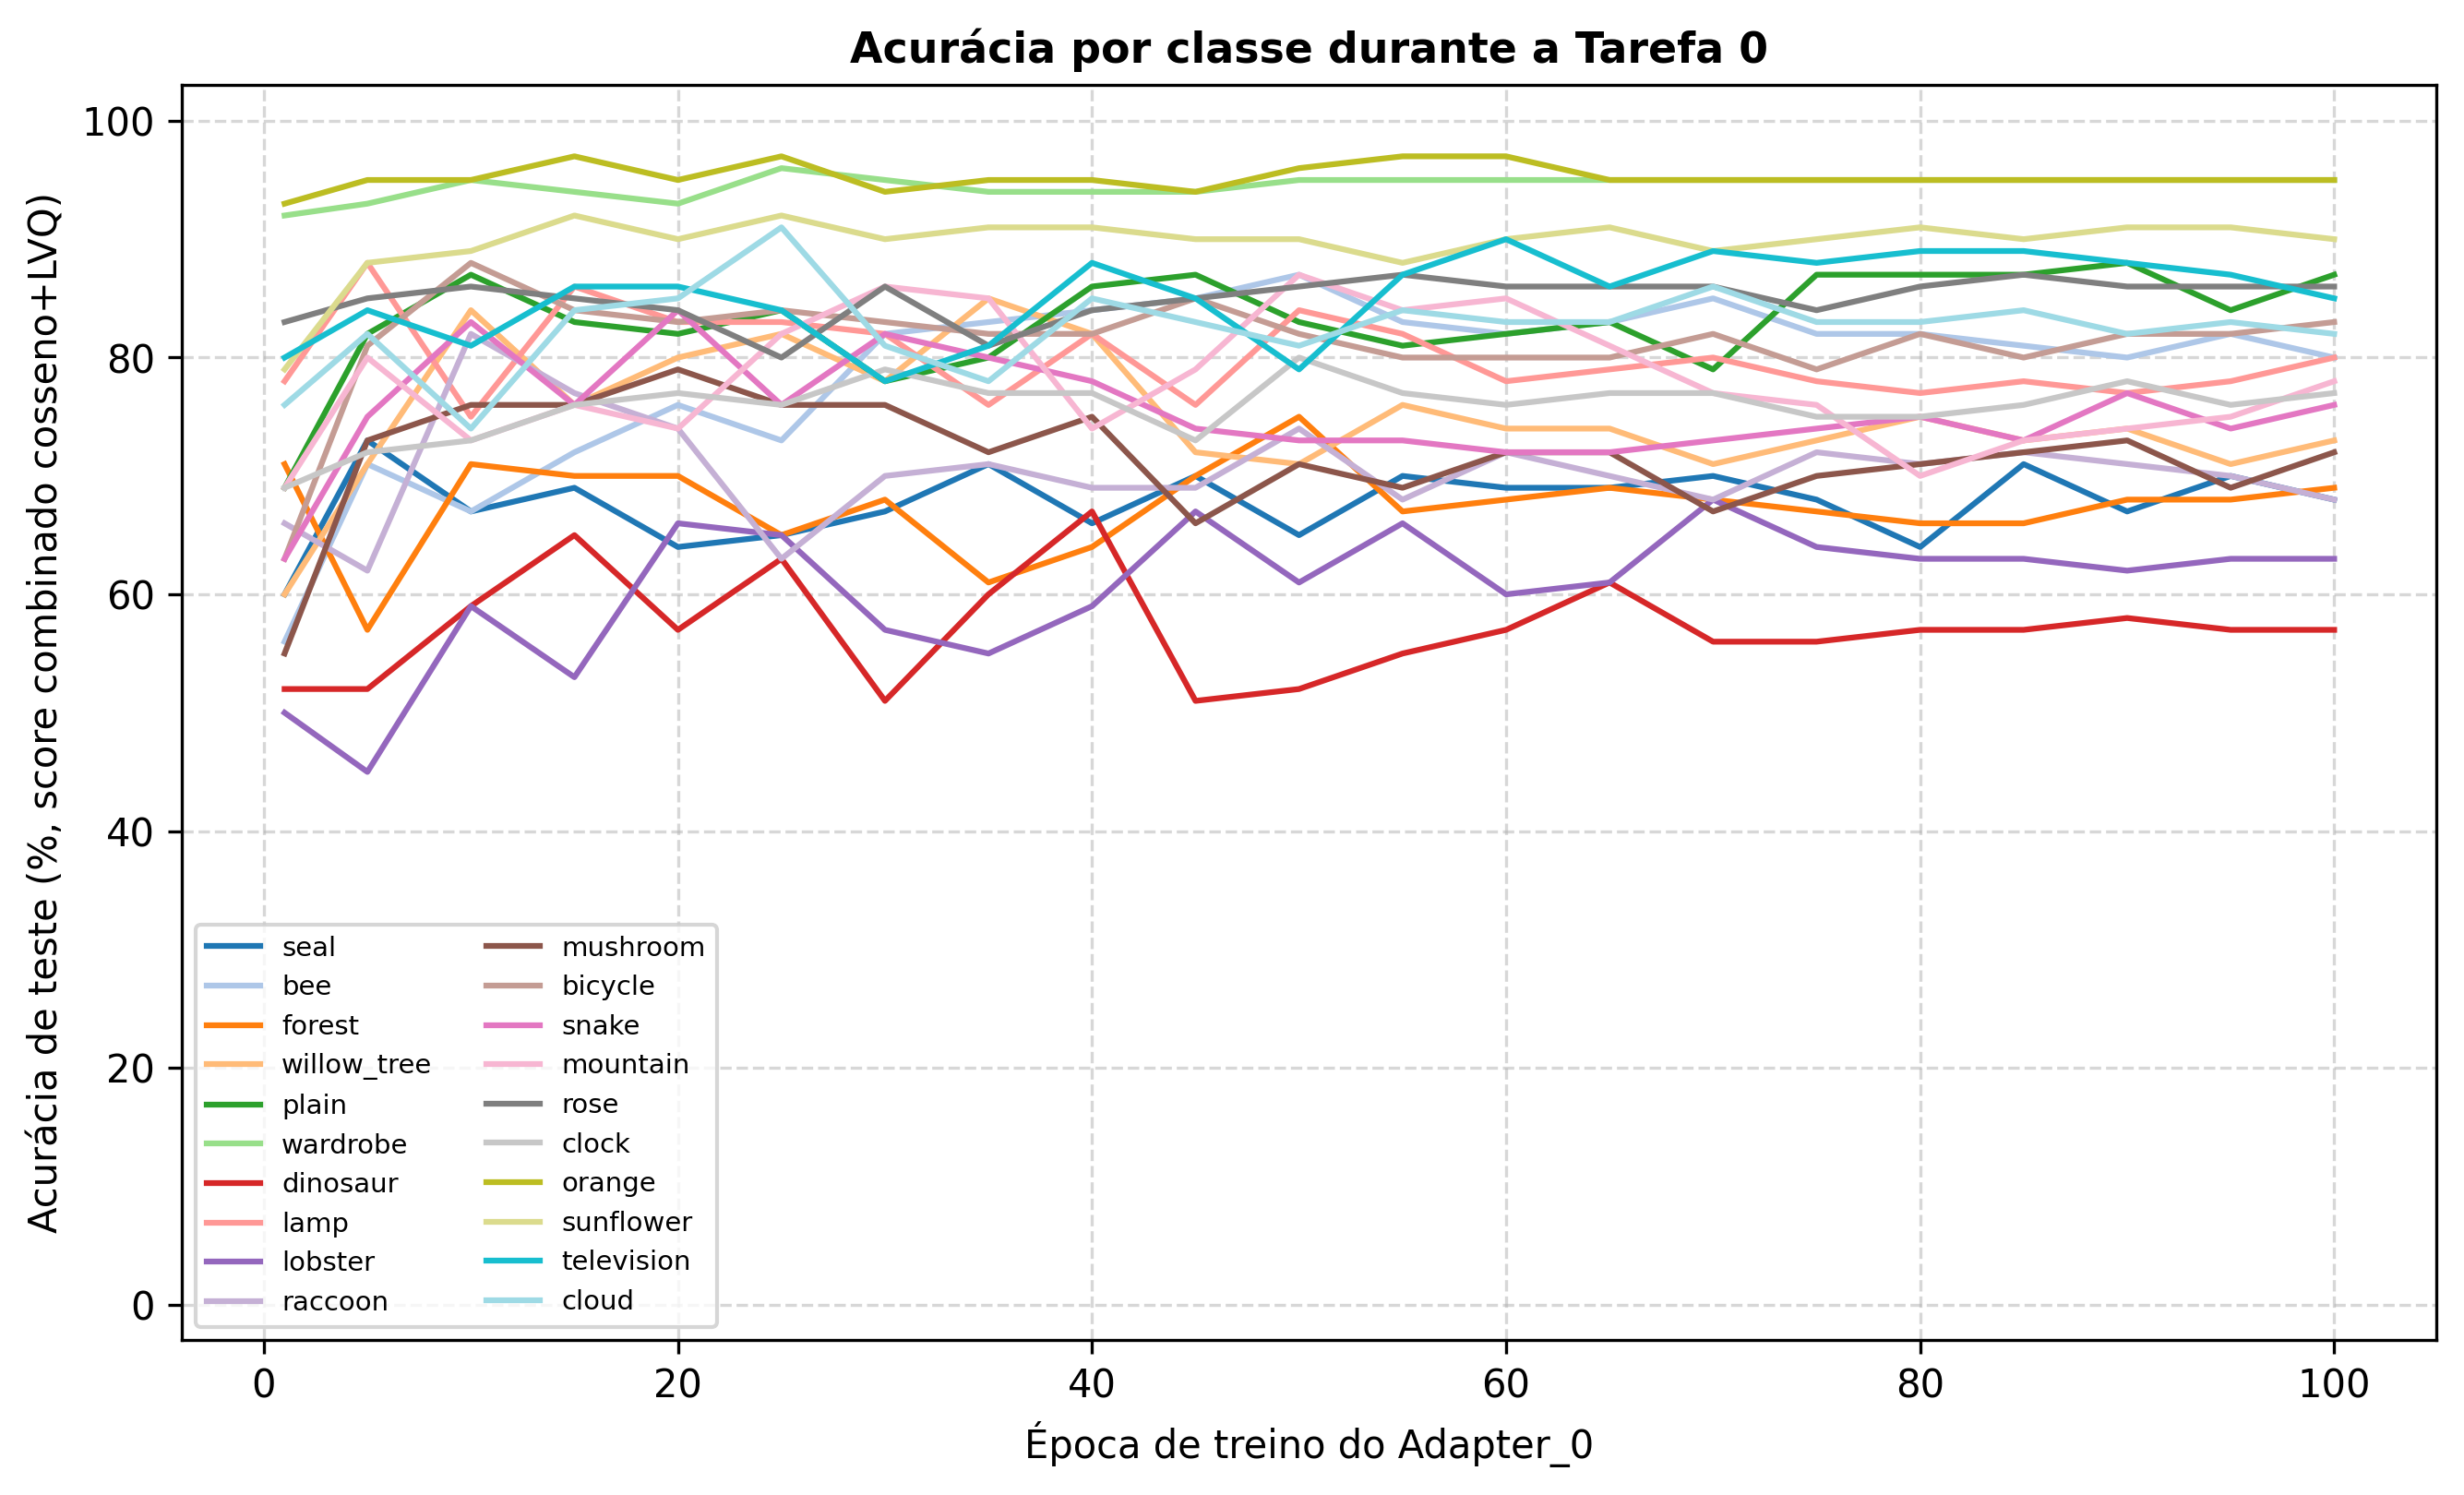 Acurácia por classe durante a Tarefa 0
Acurácia de teste (%, score combinado cosseno+LVQ)
100
80
60
40
20
0
seal
bee
forest
willow_tree
plain
wardrobe
dinosaur
lamp
lobster
raccoon
mushroom
bicycle
snake
mountain
rose
clock
orange
sunflower
television
cloud
0 20 40 60 80 100
Época de treino do Adapter_0